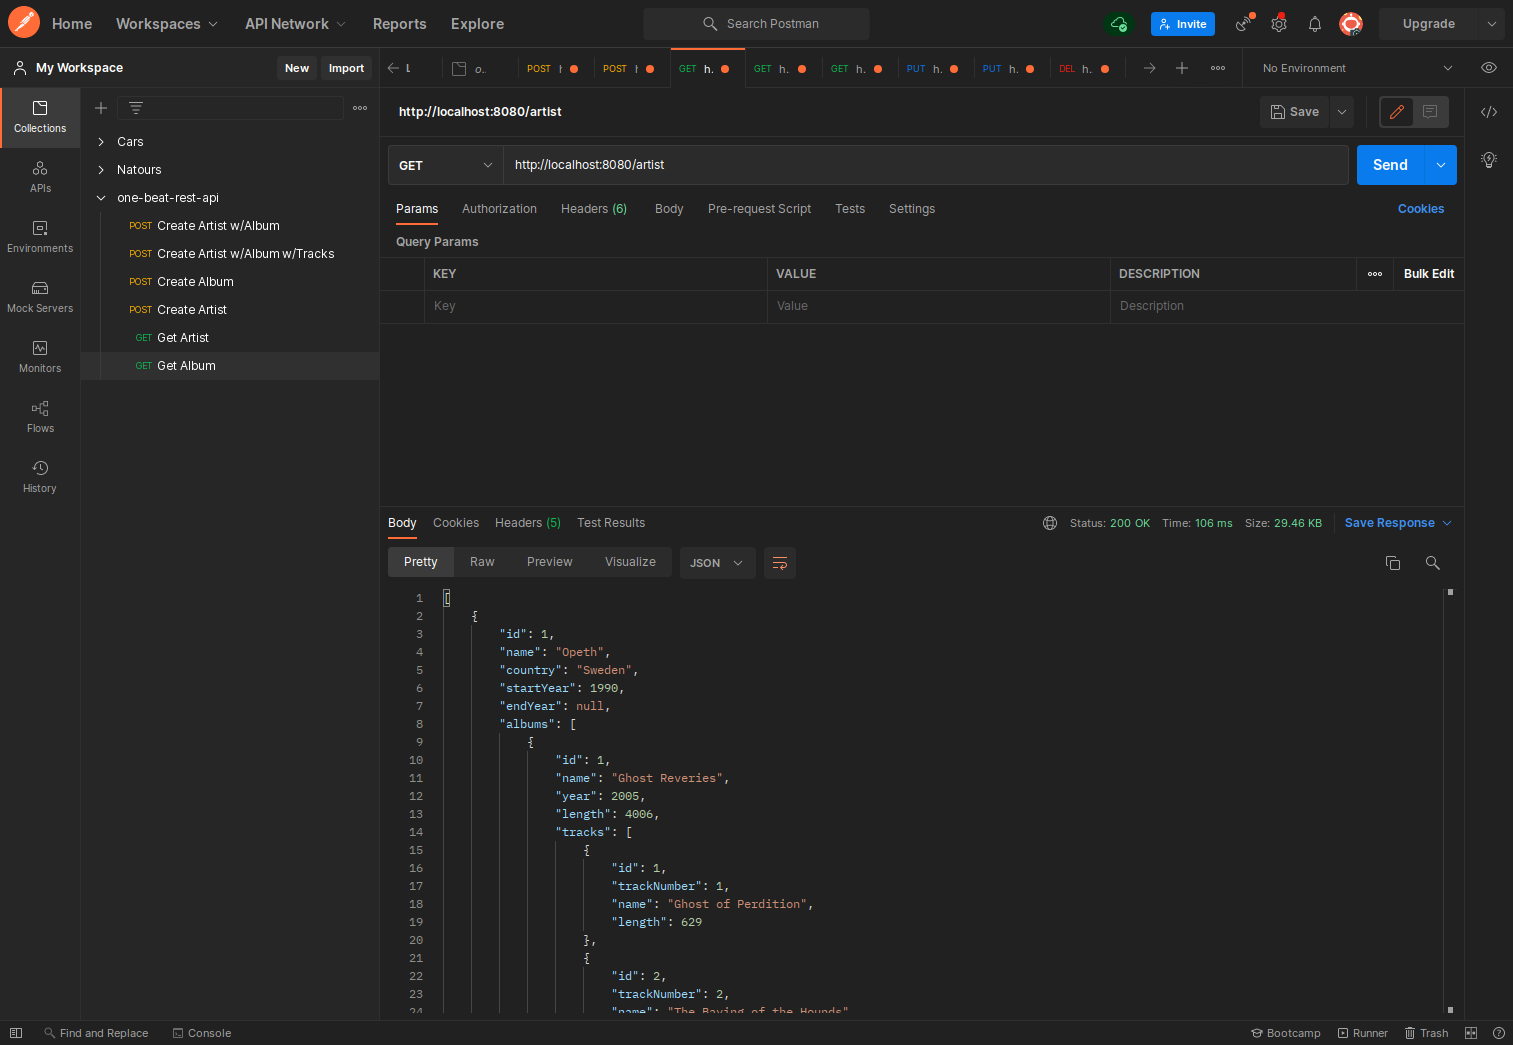 Home Workspaces API Network Reports Explore Search Postman Invite Upgrade
My Workspace New Import
POST POST GET h. GET h. GET h. PUT h. PUT h. DEL h. No Environment
Collections
APIs
Environments
Mock Servers
Monitors
Flows
History
Cars
Natours
one-beat-rest-api
POST Create Artist w/Album
POST Create Artist w/Album w/Tracks
POST Create Album
POST Create Artist
GET Get Artist
GET Get Album
http://localhost:8080/artist Save
GET http://localhost:8080/artist Send
Params Authorization Headers (6) Body Pre-request Script Tests Settings Cookies
Query Params
KEY VALUE DESCRIPTION Bulk Edit
Key Value Description
Body Cookies Headers (5) Test Results Status: 200 OK Time: 106 ms Size: 29.46 KB Save Response
Pretty Raw Preview Visualize JSON
1 [
2 {
3 "id": 1,
4 "name": "Opeth",
5 "country": "Sweden",
6 "startYear": 1990,
7 "endYear": null,
8 "albums": [
9 {
10 "id": 1,
11 "name": "Ghost Reveries",
12 "year": 2005,
13 "length": 4006,
14 "tracks": [
15 {
16 "id": 1,
17 "trackNumber": 1,
18 "name": "Ghost of Perdition",
19 "length": 629
20 },
21 {
22 "id": 2,
23 "trackNumber": 2,
24 "name": "The Baying of the Hounds"
Find and Replace Console Bootcamp Runner Trash